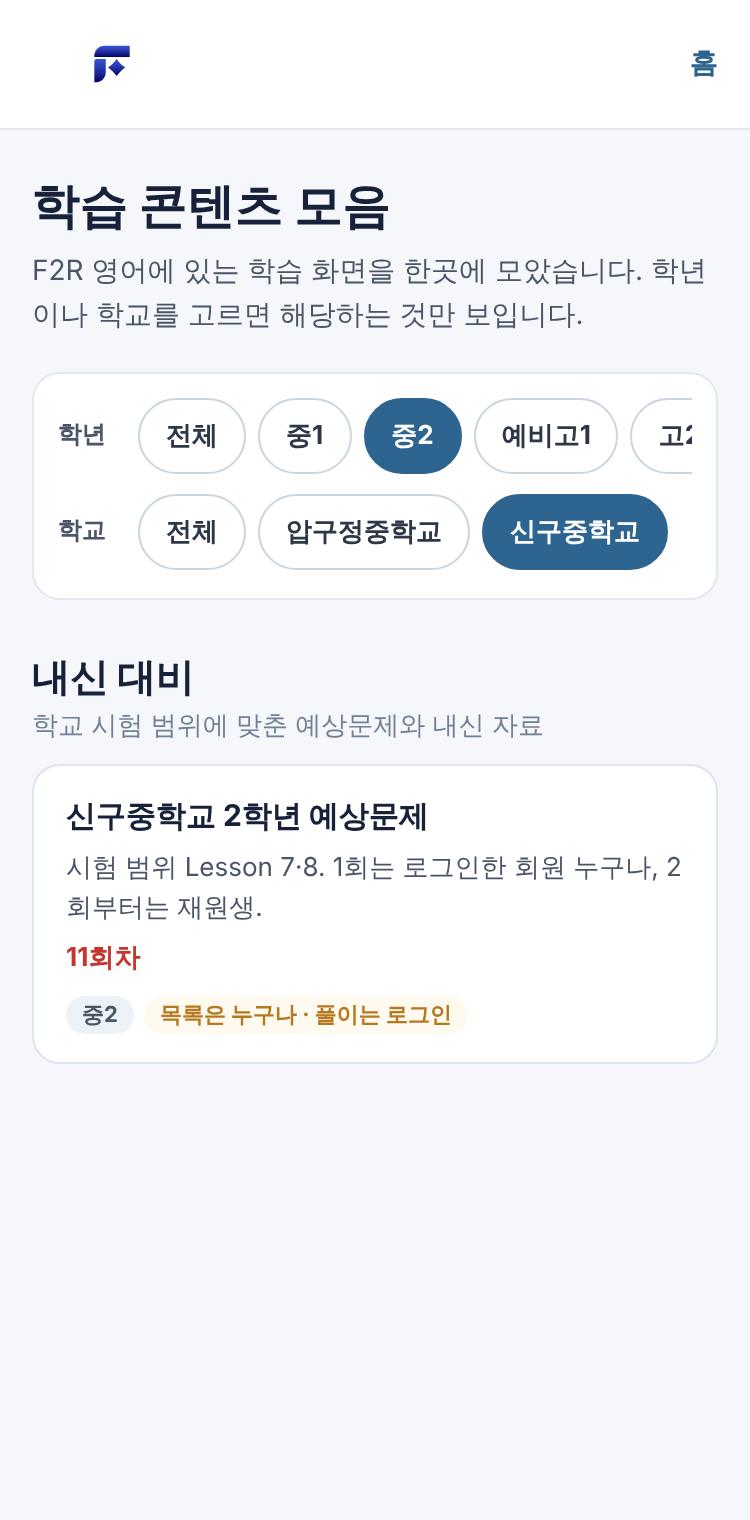 홈
학습 콘텐츠 모음
F2R 영어에 있는 학습 화면을 한곳에 모았습니다. 학년
이나 학교를 고르면 해당하는 것만 보입니다.
학년 전체 중1 중2 예비고1 고2
학교 전체 압구정중학교 신구중학교
내신 대비
학교 시험 범위에 맞춘 예상문제와 내신 자료
신구중학교 2학년 예상문제
시험 범위 Lesson 7·8. 1회는 로그인한 회원 누구나, 2
회부터는 재원생.
11회차
중2 목록은 누구나 · 풀이는 로그인